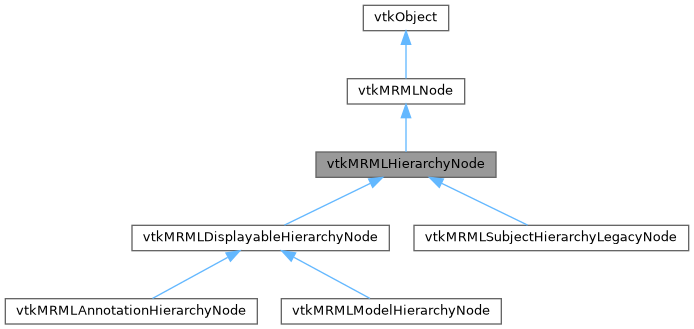 vtkObject
vtkMRMLNode
vtkMRMLHierarchyNode
vtkMRMLDisplayableHierarchyNode
vtkMRMLSubjectHierarchyLegacyNode
vtkMRMLAnnotationHierarchyNode
vtkMRMLModelHierarchyNode